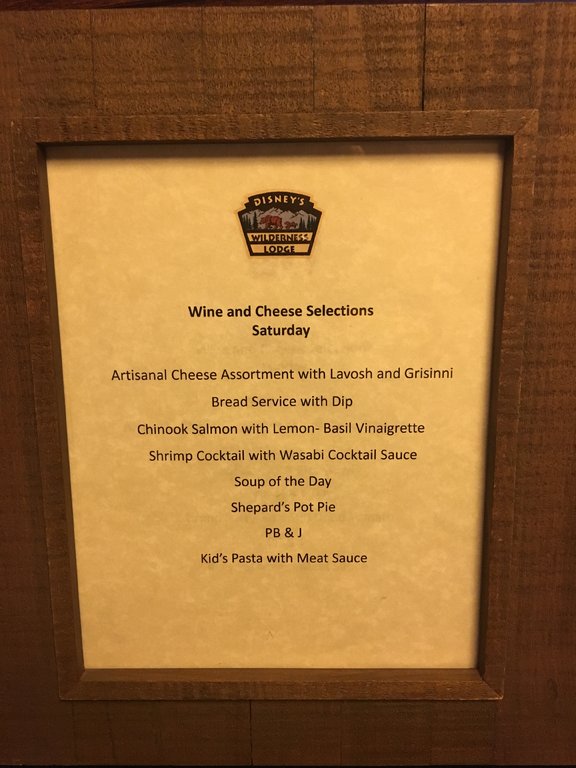 DISNEY'S
WILDERNESS
LODGE
Wine and Cheese Selections
Saturday
Artisanal Cheese Assortment with Lavosh and Grisinni
Bread Service with Dip
Chinook Salmon with Lemon- Basil Vinaigrette
Shrimp Cocktail with Wasabi Cocktail Sauce
Soup of the Day
Shepard's Pot Pie
PB & J
Kid's Pasta with Meat Sauce